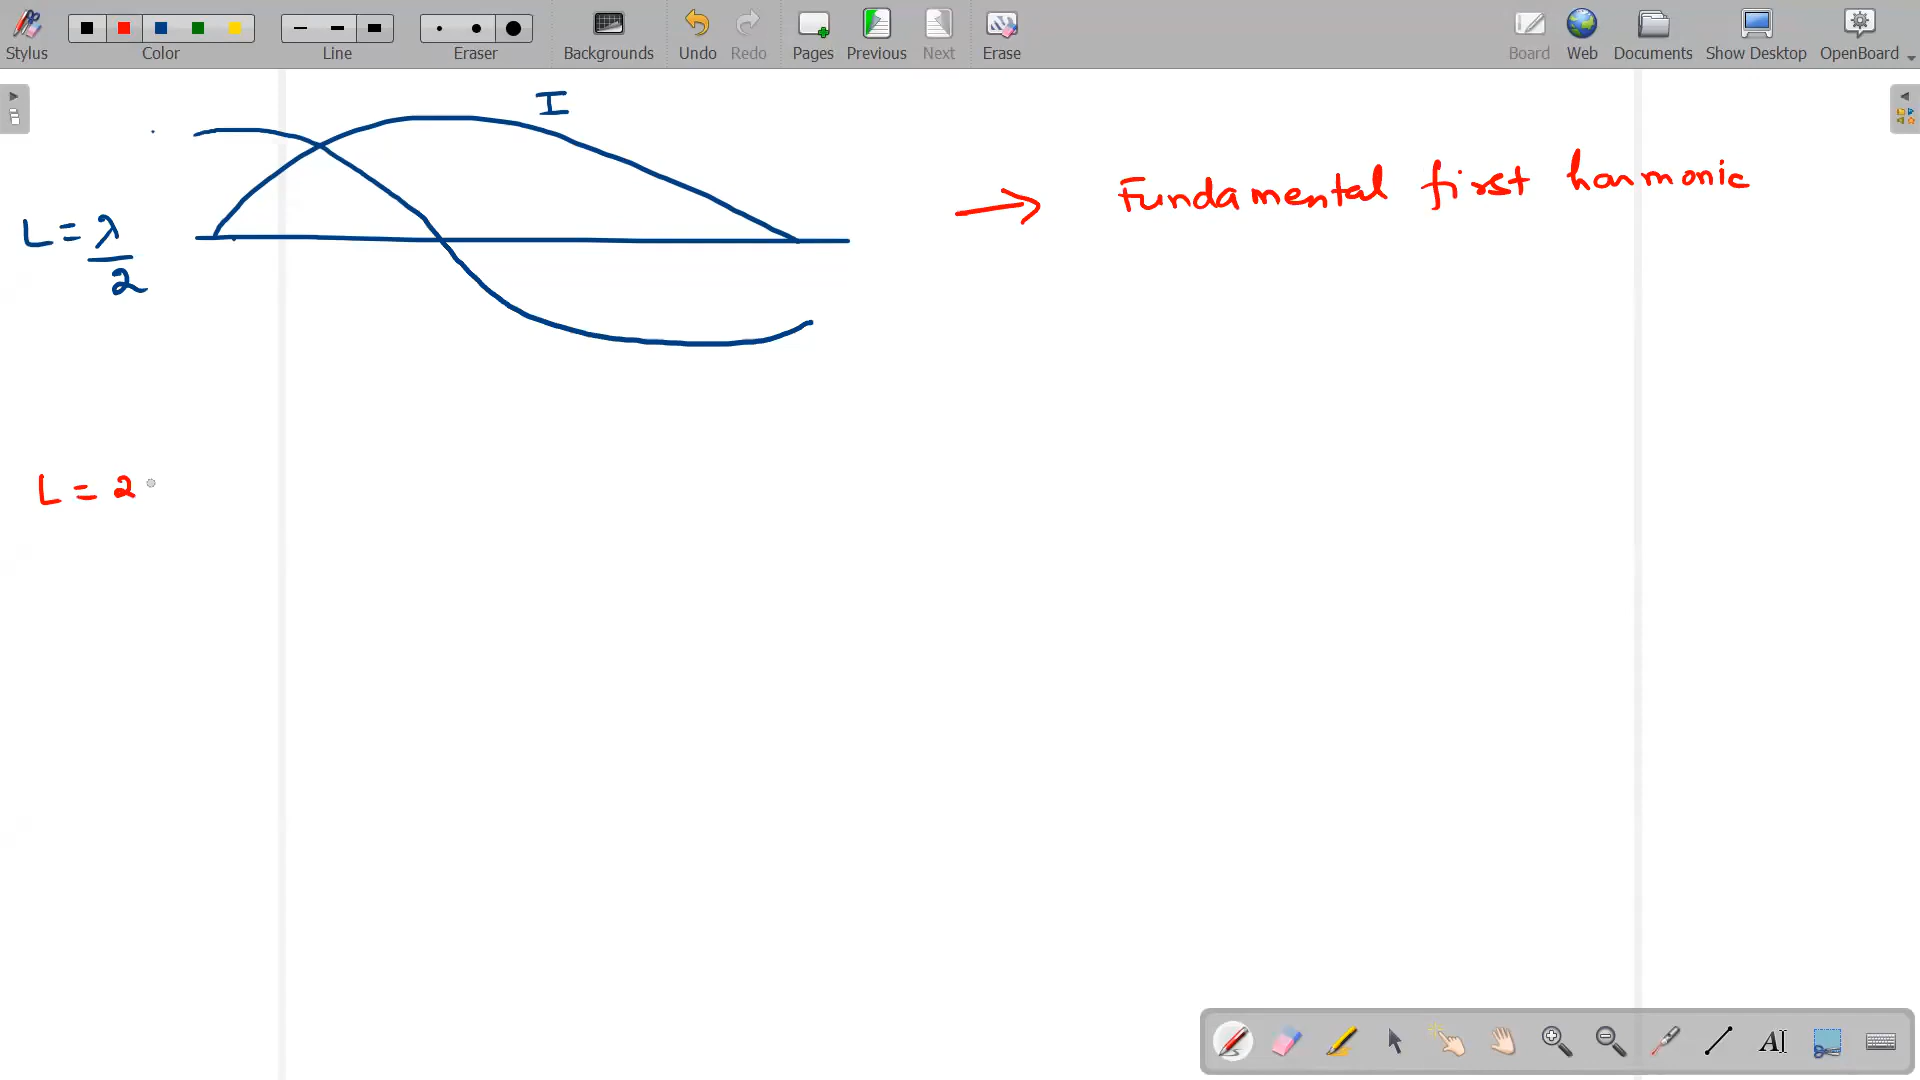 Stylus Color Line Eraser Backgrounds Undo Redo Pages Previous Next Erase Board Web Documents Show Desktop OpenBoard
I
Fundamental first harmonic
L = λ
2
L = 2
A